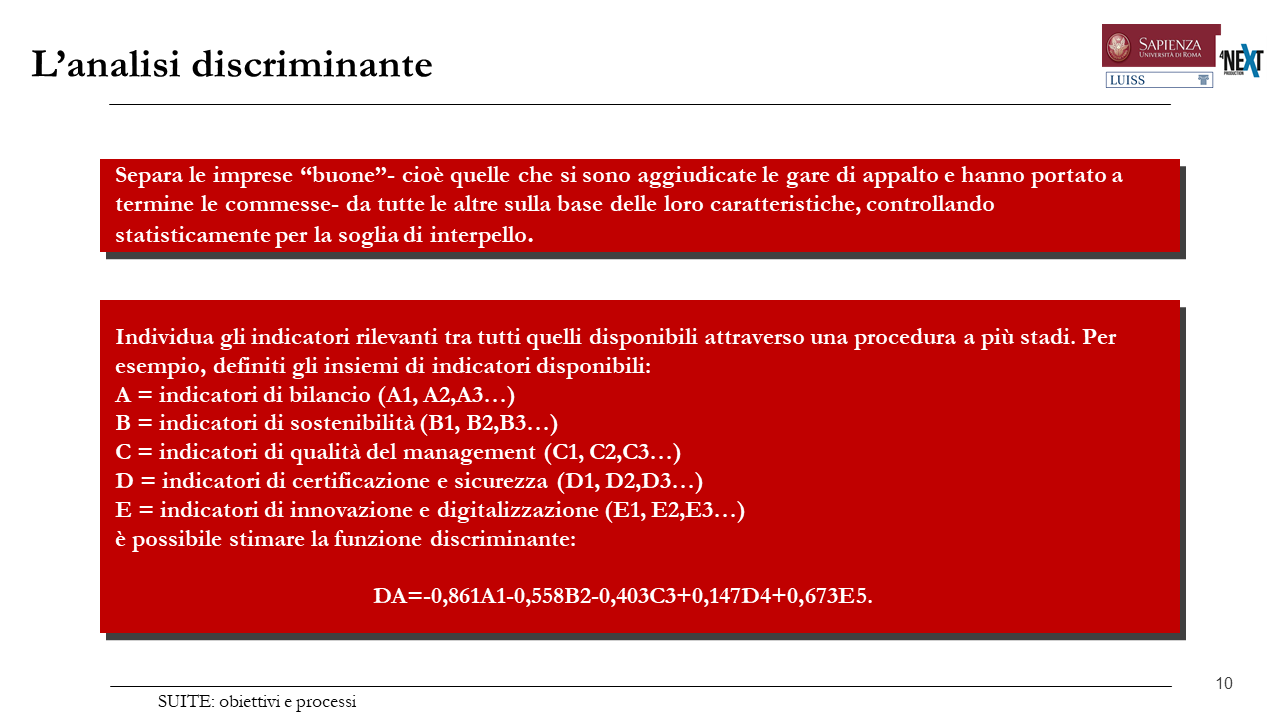 L’analisi discriminante
SAPIENZA
UNIVERSITÀ DI ROMA
LUISS
4NEXT
PRODUCTION
Separa le imprese “buone”- cioè quelle che si sono aggiudicate le gare di appalto e hanno portato a
termine le commesse- da tutte le altre sulla base delle loro caratteristiche, controllando
statisticamente per la soglia di interpello.
Individua gli indicatori rilevanti tra tutti quelli disponibili attraverso una procedura a più stadi. Per
esempio, definiti gli insiemi di indicatori disponibili:
A = indicatori di bilancio (A1, A2,A3…)
B = indicatori di sostenibilità (B1, B2,B3…)
C = indicatori di qualità del management (C1, C2,C3…)
D = indicatori di certificazione e sicurezza (D1, D2,D3…)
E = indicatori di innovazione e digitalizzazione (E1, E2,E3…)
è possibile stimare la funzione discriminante:
DA=-0,861A1-0,558B2-0,403C3+0,147D4+0,673E5.
SUITE: obiettivi e processi
10